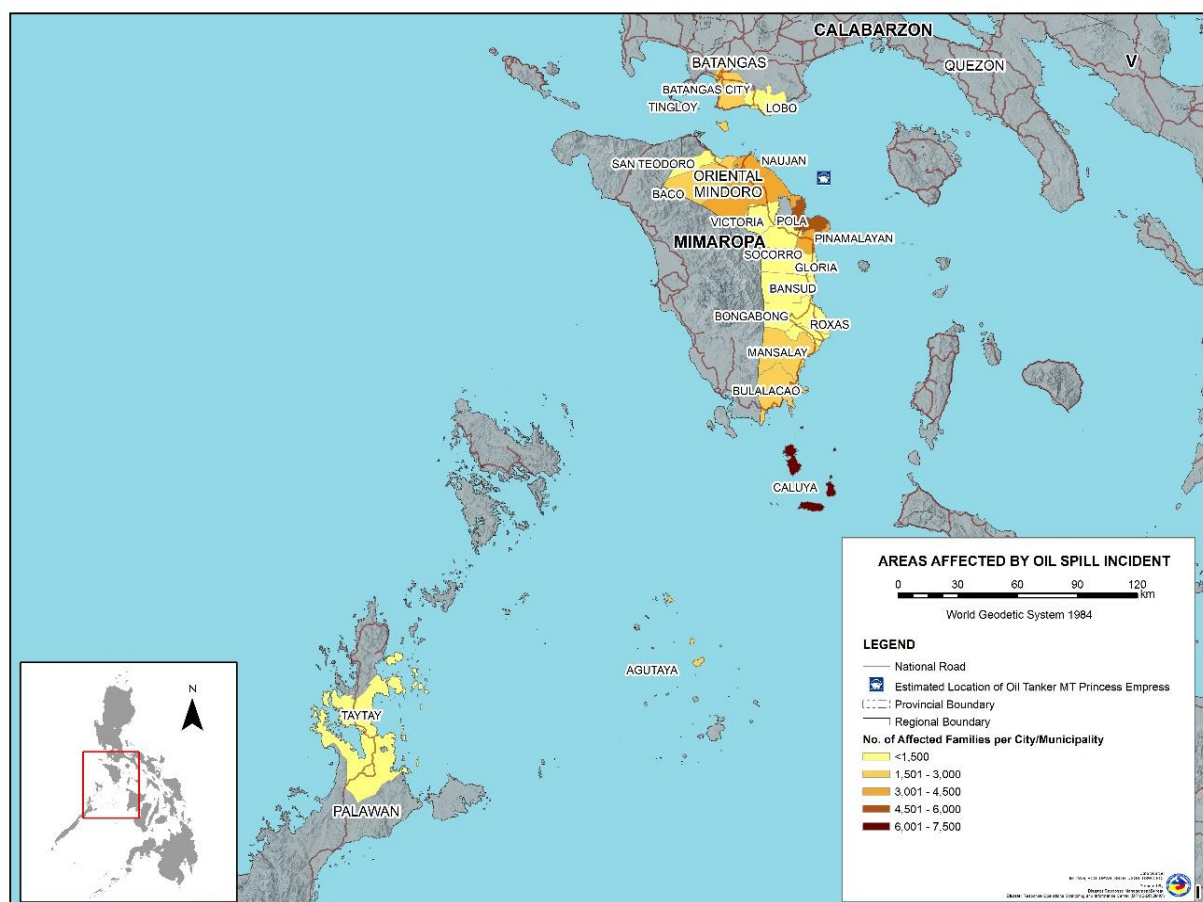 CALABARZON
BATANGAS
QUEZON
V
BATANGAS CITY
TINGLOY
LOBO
SAN TEODORO
NAUJAN
ORIENTAL
MINDORO
BACO
VICTORIA
POLA
MIMAROPA
PINAMALAYAN
SOCORRO
GLORIA
BANSUD
BONGABONG
ROXAS
MANSALAY
BULALACAO
CALUYA
AGUTAYA
TAYTAY
PALAWAN
N
AREAS AFFECTED BY OIL SPILL INCIDENT
0 30 60 90 120
km
World Geodetic System 1984
LEGEND
National Road
Estimated Location of Oil Tanker MT Princess Empress
Provincial Boundary
Regional Boundary
No. of Affected Families per City/Municipality
<1,500
1,501 - 3,000
3,001 - 4,500
4,501 - 6,000
6,001 - 7,500